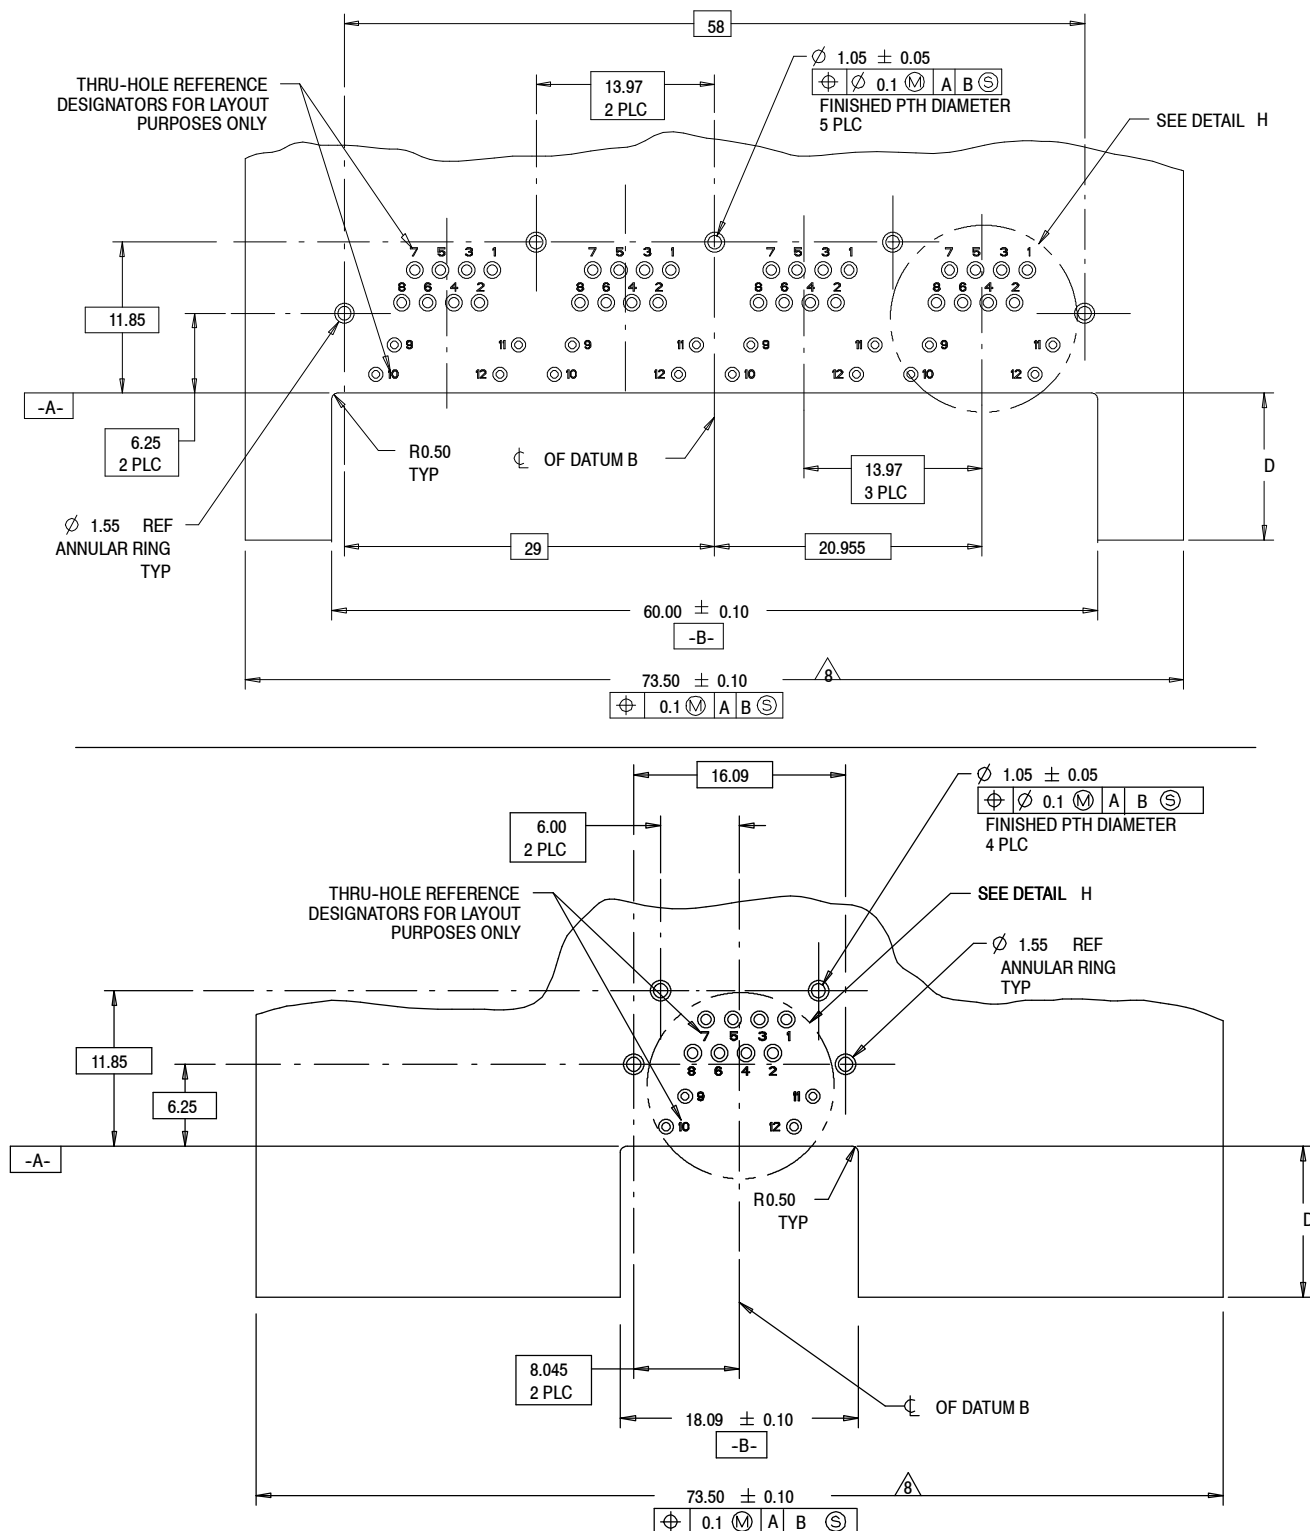 58
Ø 1.05 ± 0.05
⌖ Ø 0.1 Ⓜ A B Ⓢ
FINISHED PTH DIAMETER
5 PLC
THRU-HOLE REFERENCE
DESIGNATORS FOR LAYOUT
PURPOSES ONLY
13.97
2 PLC
SEE DETAIL H
7 5 3 1 7 5 3 1 7 5 3 1 7 5 3 1
8 6 4 2 8 6 4 2 8 6 4 2 8 6 4 2
11.85
9 11 9 11 9 11 9 11
10 12 10 12 10 12 10 12
-A-
6.25
2 PLC
R0.50
TYP
℄ OF DATUM B
13.97
3 PLC
D
Ø 1.55 REF
ANNULAR RING
TYP
29
20.955
60.00 ± 0.10
-B-
73.50 ± 0.10
8
⌖ 0.1 Ⓜ A B Ⓢ
16.09
Ø 1.05 ± 0.05
⌖ Ø 0.1 Ⓜ A B Ⓢ
FINISHED PTH DIAMETER
4 PLC
6.00
2 PLC
THRU-HOLE REFERENCE
DESIGNATORS FOR LAYOUT
PURPOSES ONLY
SEE DETAIL H
Ø 1.55 REF
ANNULAR RING
TYP
7 5 3 1
8 6 4 2
11.85
9 11
6.25
10 12
-A-
R0.50
TYP
D
8.045
2 PLC
℄ OF DATUM B
18.09 ± 0.10
-B-
73.50 ± 0.10
8
⌖ 0.1 Ⓜ A B Ⓢ